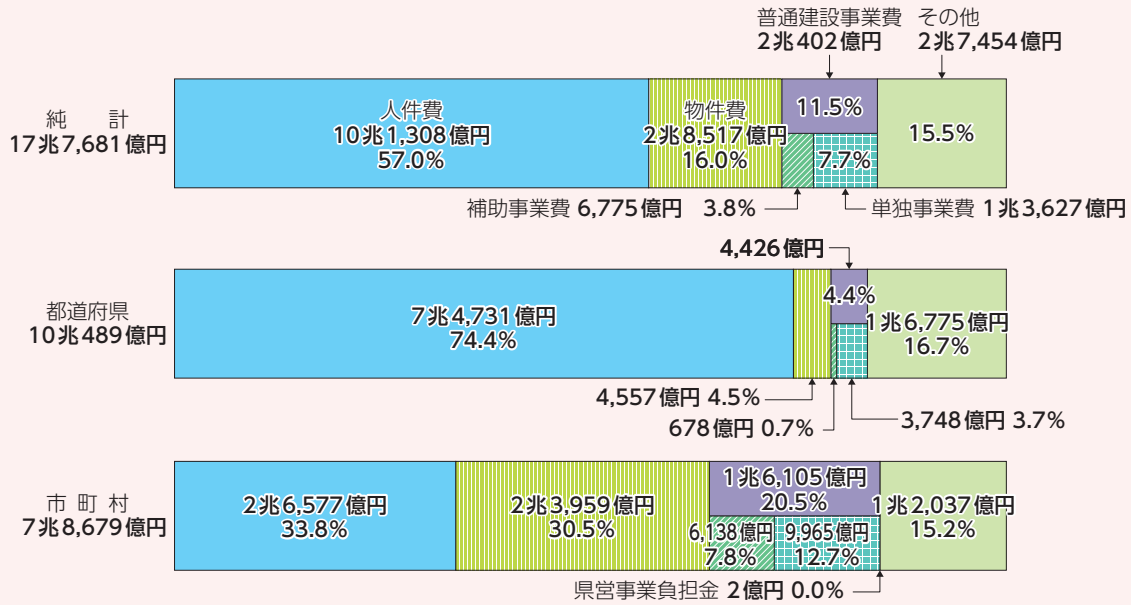 普通建設事業費 その他
2兆402億円 2兆7,454億円
純 計
17兆7,681億円
人件費
10兆1,308億円
57.0%
物件費
2兆8,517億円
16.0%
11.5%
7.7%
15.5%
補助事業費 6,775億円 3.8%
単独事業費 1兆3,627億円
4,426億円
都道府県
10兆489億円
7兆4,731億円
74.4%
4.4%
1兆6,775億円
16.7%
4,557億円 4.5%
678億円 0.7%
3,748億円 3.7%
市 町 村
7兆8,679億円
2兆6,577億円
33.8%
2兆3,959億円
30.5%
1兆6,105億円
20.5%
6,138億円
7.8%
9,965億円
12.7%
1兆2,037億円
15.2%
県営事業負担金 2億円 0.0%